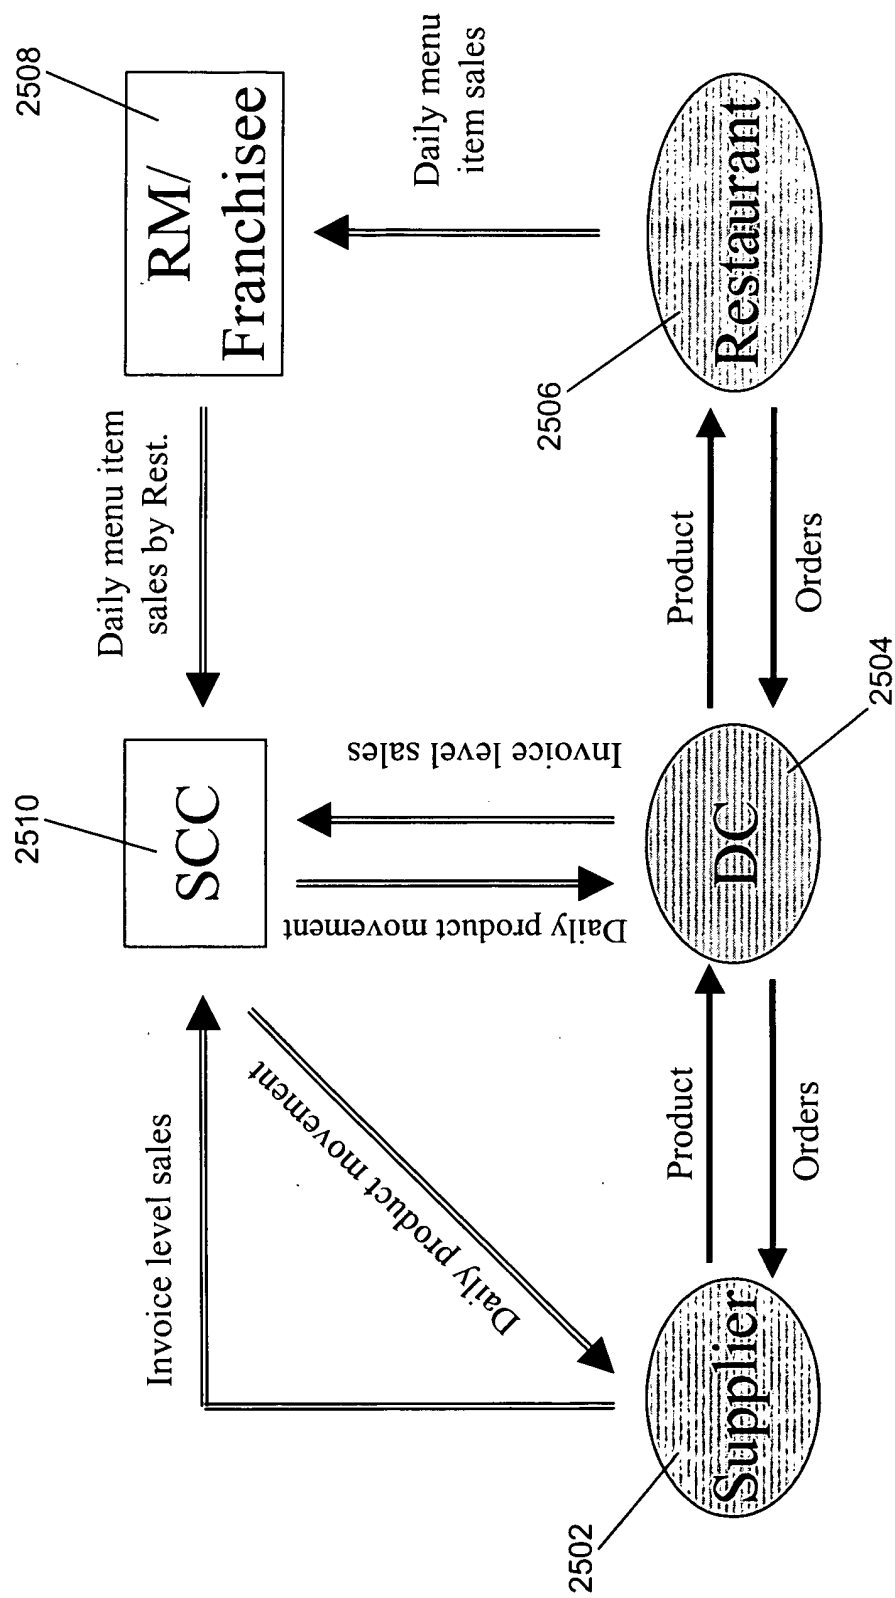 2510
2508
SCC
RM/
Franchisee
Invoice level sales
Daily menu item
sales by Rest.
Daily product movement
Daily product movement
Invoice level sales
Daily menu
item sales
2502
2506
Supplier
Product
DC
Product
Restaurant
Orders
Orders
2504